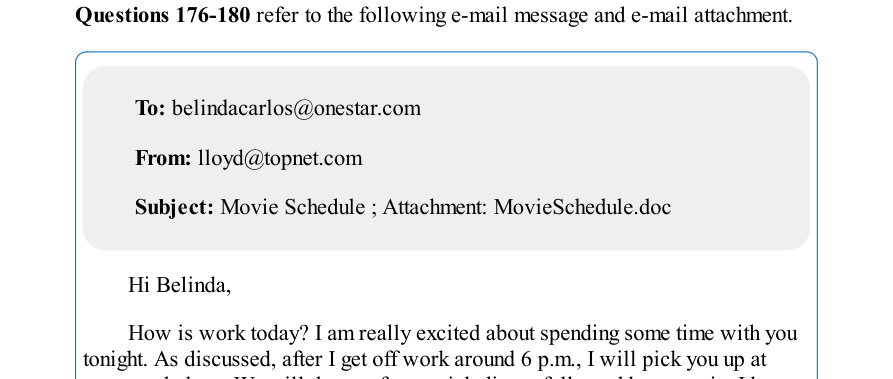 Questions 176-180 refer to the following e-mail message and e-mail attachment.
To: belindacarlos@onestar.com
From: lloyd@topnet.com
Subject: Movie Schedule ; Attachment: MovieSchedule.doc
Hi Belinda,
How is work today? I am really excited about spending some time with you
tonight. As discussed, after I get off work around 6 p.m., I will pick you up at